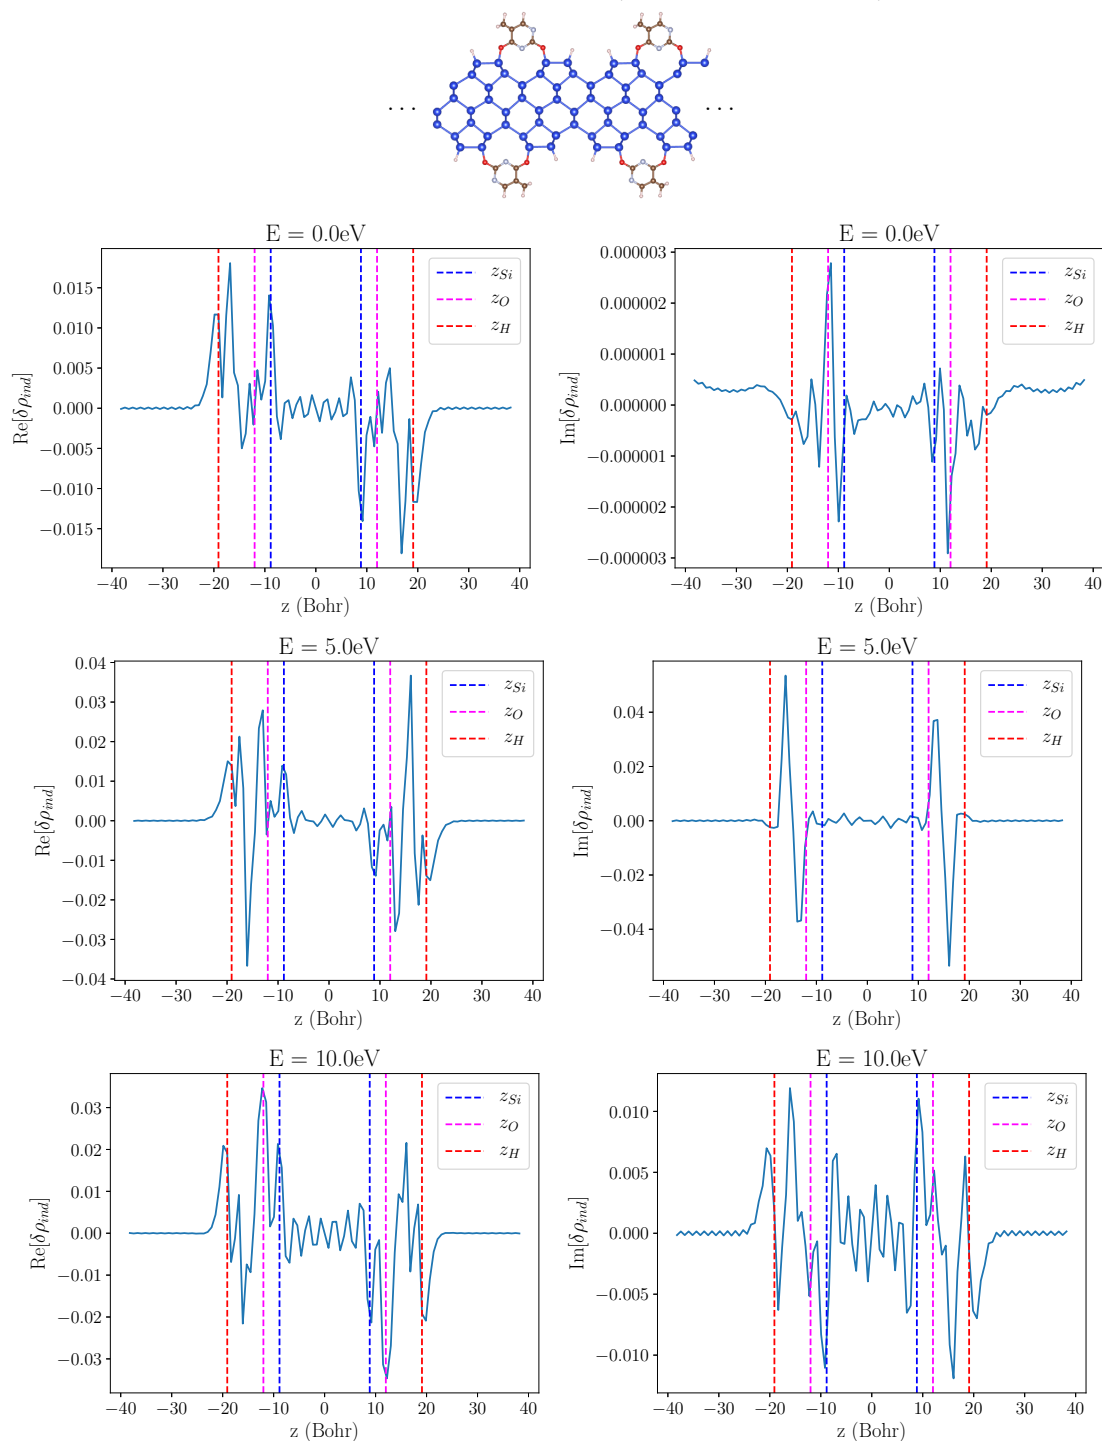 . . .
. . .
E = 0.0eV
Re[δρ_ind]
0.015
0.010
0.005
0.000
−0.005
−0.010
−0.015
z_Si
z_O
z_H
−40 −30 −20 −10 0 10 20 30 40
z (Bohr)
E = 0.0eV
Im[δρ_ind]
0.000003
0.000002
0.000001
0.000000
−0.000001
−0.000002
−0.000003
z_Si
z_O
z_H
−40 −30 −20 −10 0 10 20 30 40
z (Bohr)
E = 5.0eV
Re[δρ_ind]
0.04
0.03
0.02
0.01
0.00
−0.01
−0.02
−0.03
−0.04
z_Si
z_O
z_H
−40 −30 −20 −10 0 10 20 30 40
z (Bohr)
E = 5.0eV
Im[δρ_ind]
0.04
0.02
0.00
−0.02
−0.04
z_Si
z_O
z_H
−40 −30 −20 −10 0 10 20 30 40
z (Bohr)
E = 10.0eV
Re[δρ_ind]
0.03
0.02
0.01
0.00
−0.01
−0.02
−0.03
z_Si
z_O
z_H
−40 −30 −20 −10 0 10 20 30 40
z (Bohr)
E = 10.0eV
Im[δρ_ind]
0.010
0.005
0.000
−0.005
−0.010
z_Si
z_O
z_H
−40 −30 −20 −10 0 10 20 30 40
z (Bohr)